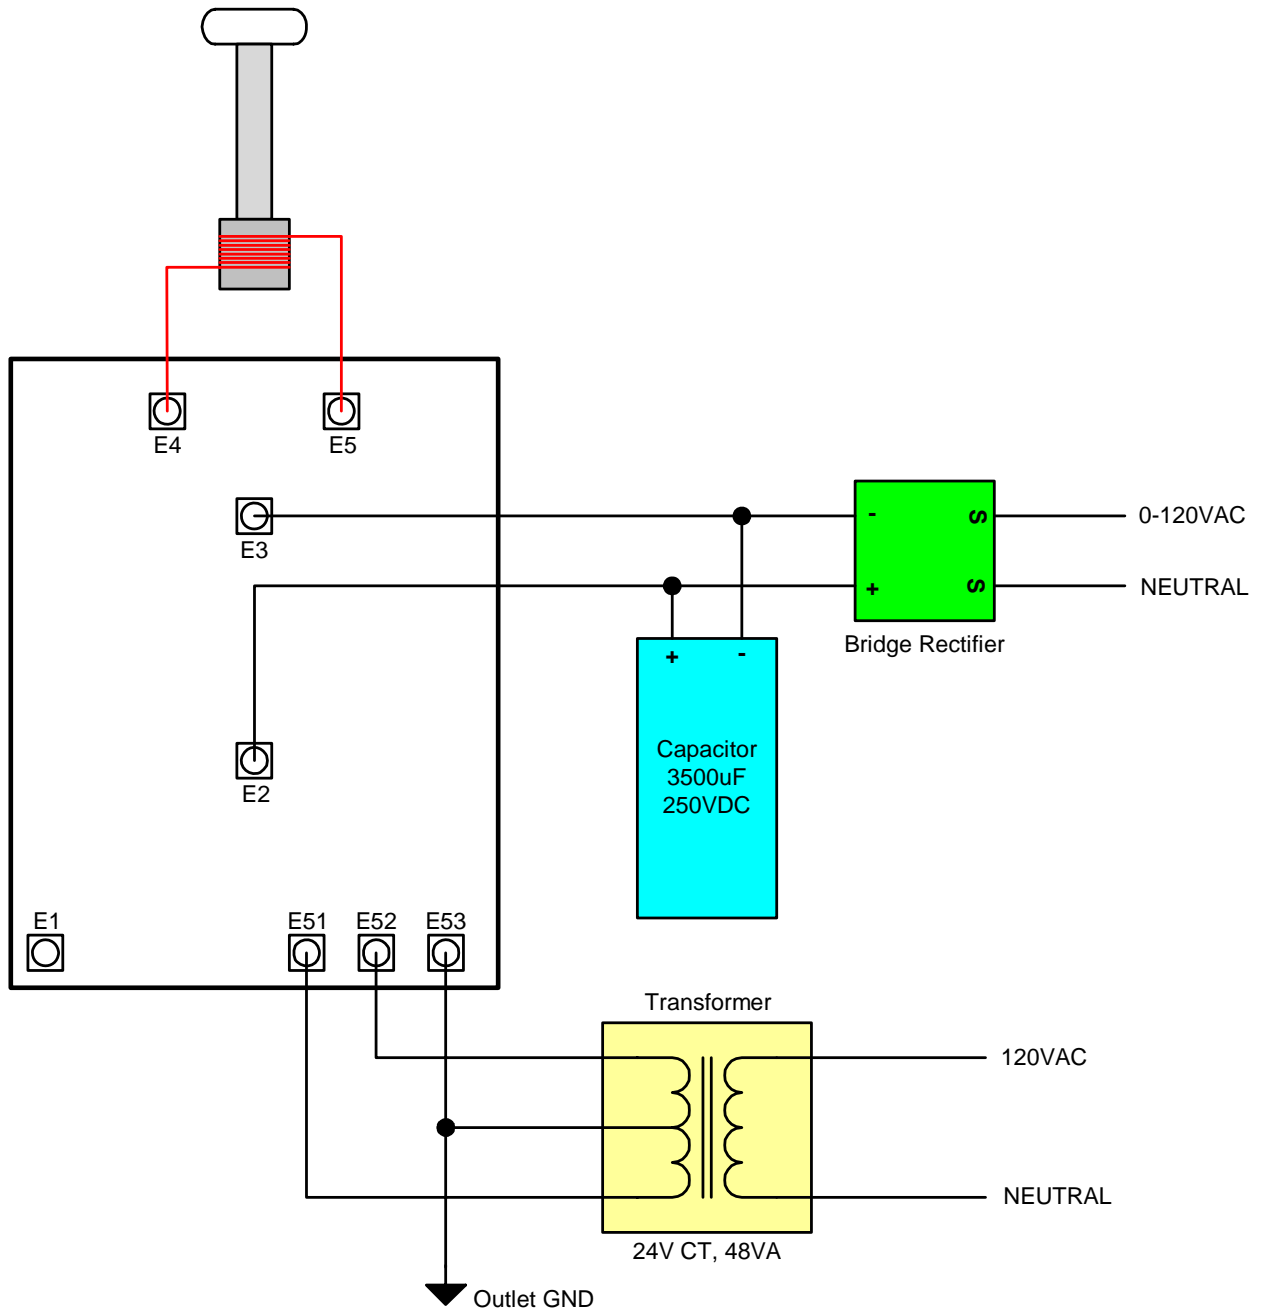 E4
E5
E3
-
S
0-120VAC
+
S
NEUTRAL
Bridge Rectifier
+
-
Capacitor
3500uF
250VDC
E2
E1
E51
E52
E53
Transformer
120VAC
NEUTRAL
24V CT, 48VA
Outlet GND